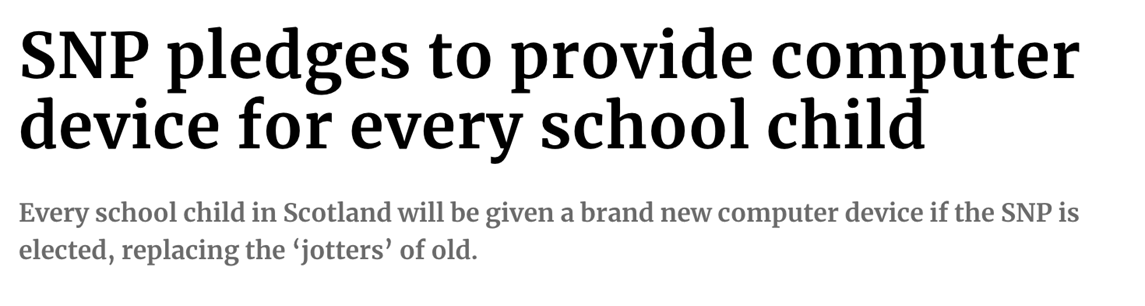 SNP pledges to provide computer
device for every school child
Every school child in Scotland will be given a brand new computer device if the SNP is
elected, replacing the ‘jotters’ of old.